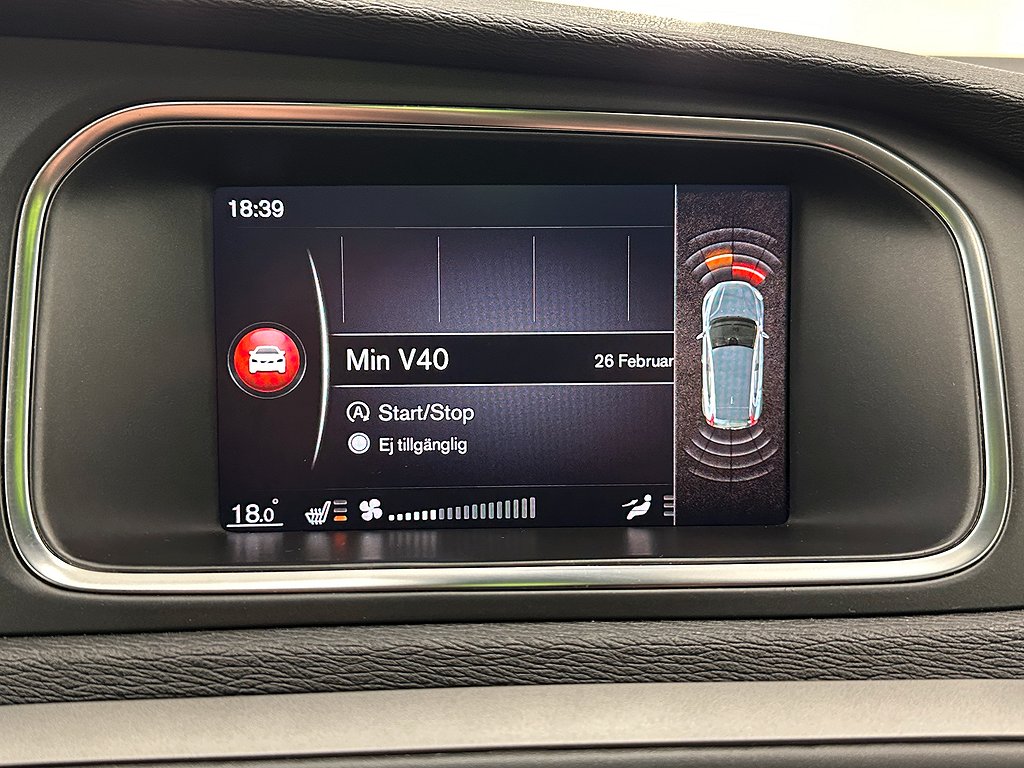 18:39
Min V40 26 Februar
A Start/Stop
Ej tillgänglig
18.0°